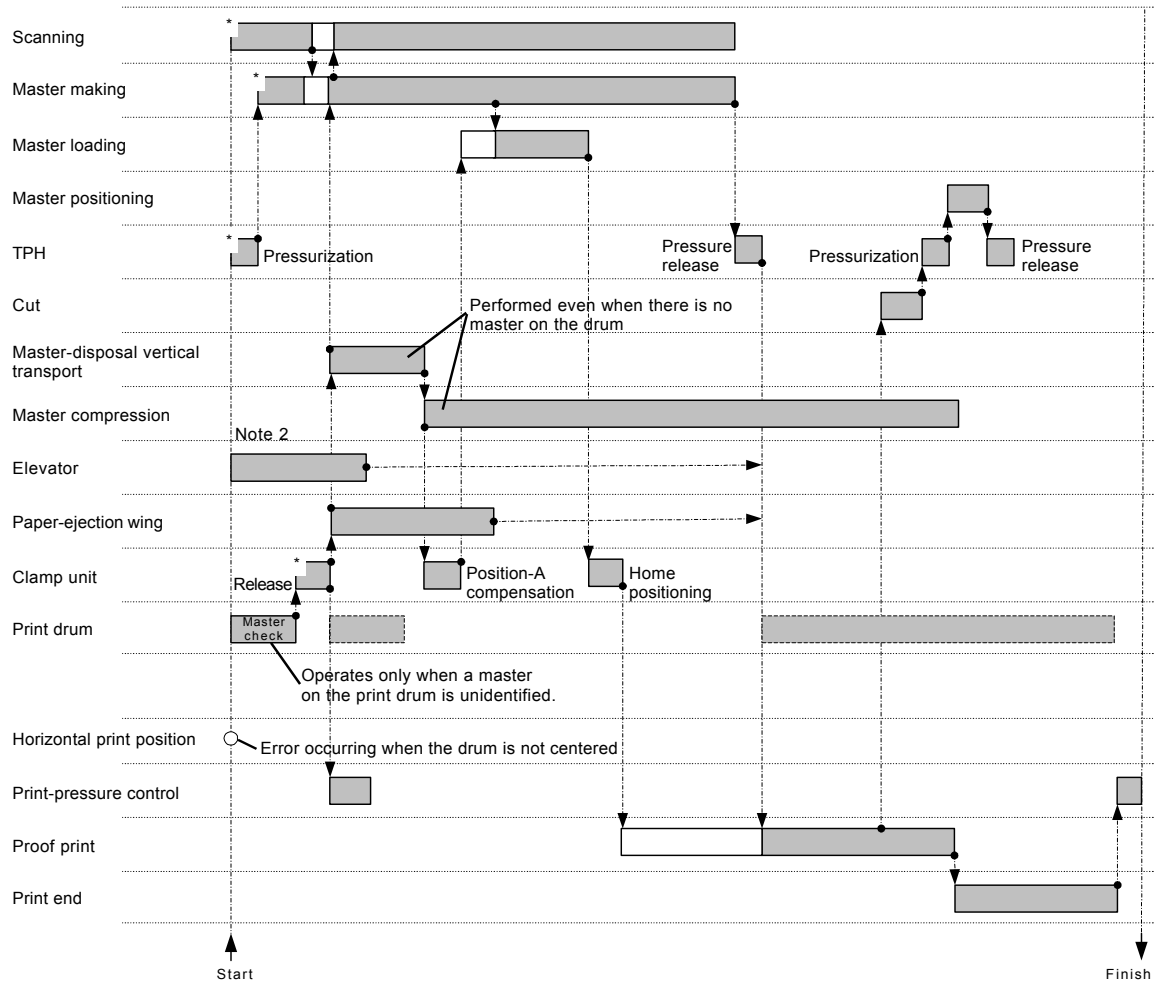 *
Scanning
*
Master making
Master loading
Master positioning
*
TPH
Pressurization
Pressure
release
Pressurization
Pressure
release
Cut
Performed even when there is no
master on the drum
Master-disposal vertical
transport
Master compression
Note 2
Elevator
Paper-ejection wing
*
Clamp unit
Release
Position-A
compensation
Home
positioning
Print drum
Master
check
Operates only when a master
on the print drum is unidentified.
Horizontal print position
Error occurring when the drum is not centered
Print-pressure control
Proof print
Print end
Start
Finish